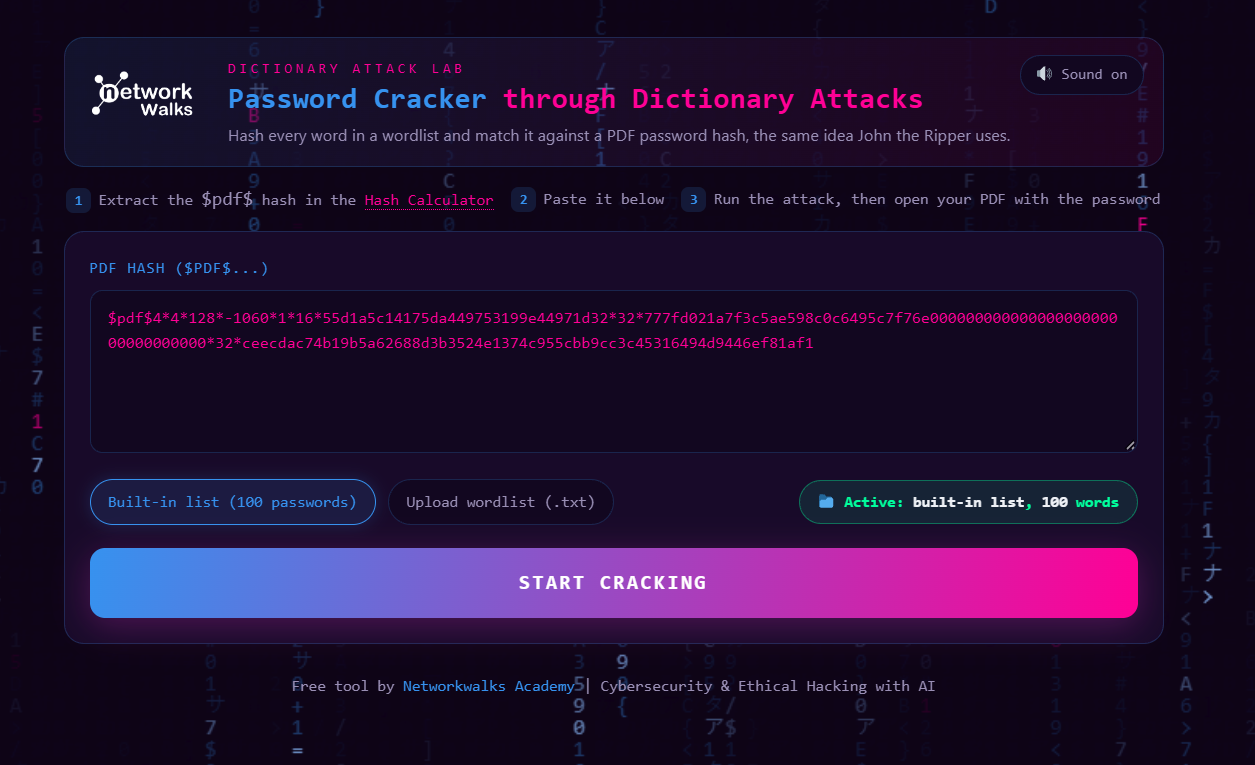 network
Walks
DICTIONARY ATTACK LAB
Password Cracker through Dictionary Attacks
Hash every word in a wordlist and match it against a PDF password hash, the same idea John the Ripper uses.
Sound on
1 Extract the $pdf$ hash in the Hash Calculator 2 Paste it below 3 Run the attack, then open your PDF with the password
PDF HASH ($PDF$...)
$pdf$4*4*128*-1060*1*16*55d1a5c14175da449753199e44971d32*32*777fd021a7f3c5ae598c0c6495c7f76e000000000000000000000
00000000000*32*ceecdac74b19b5a62688d3b3524e1374c955cbb9cc3c45316494d9446ef81af1
Built-in list (100 passwords)
Upload wordlist (.txt)
Active: built-in list, 100 words
START CRACKING
Free tool by Networkwalks Academy | Cybersecurity & Ethical Hacking with AI